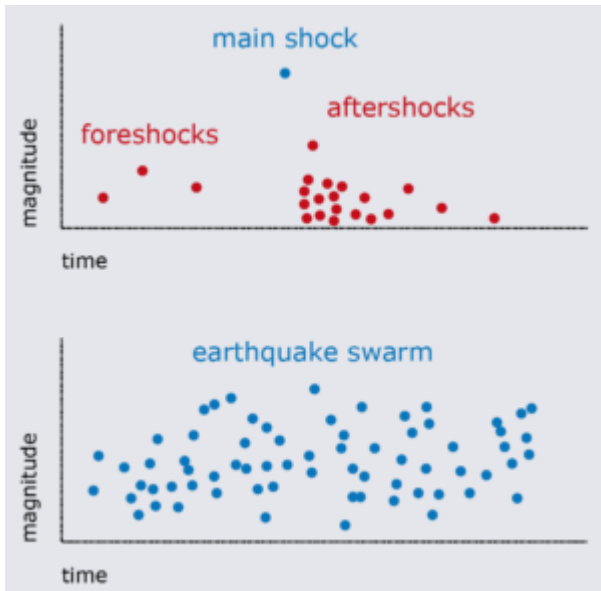 main shock
aftershocks
foreshocks
magnitude
time
earthquake swarm
magnitude
time